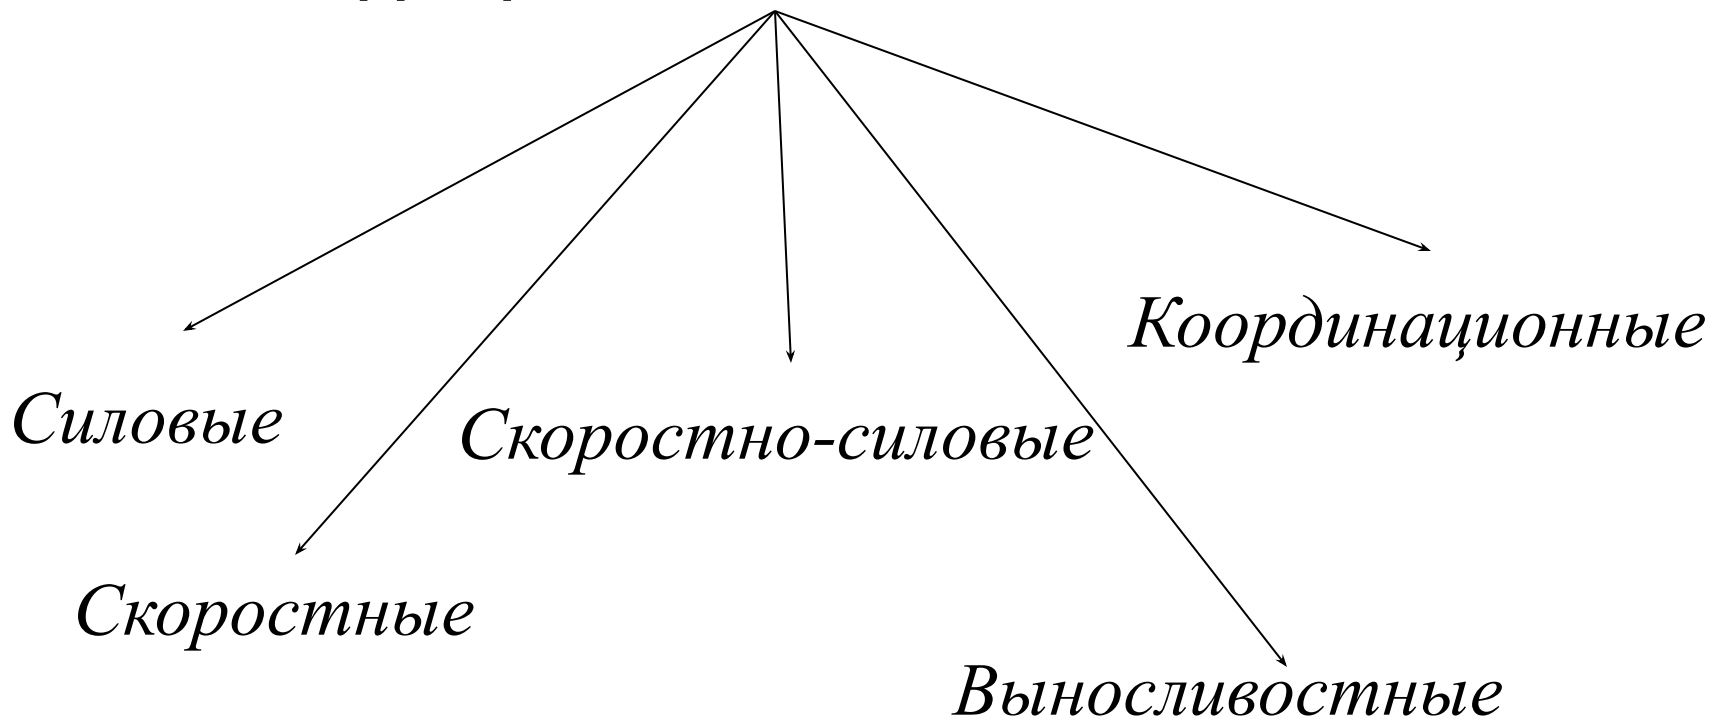 Координационные
Силовые
Скоростно-силовые
Скоростные
Выносливостные